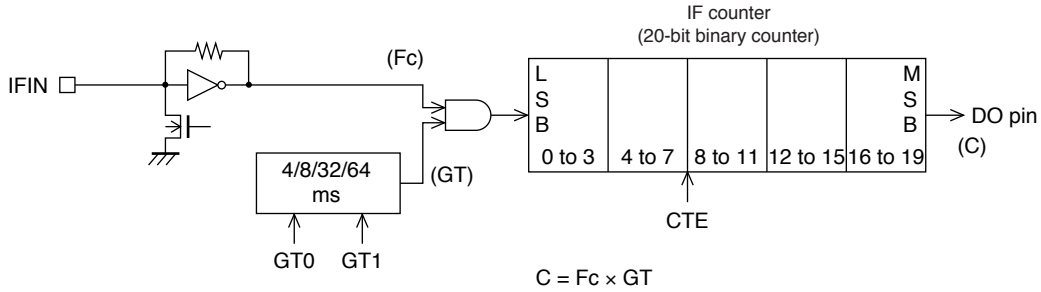 IF counter
(20-bit binary counter)
IFIN
(Fc)
L
S
B
M
S
B
DO pin
(C)
0 to 3 4 to 7 8 to 11 12 to 15 16 to 19
4/8/32/64
ms
(GT)
CTE
GT0 GT1
C = Fc × GT